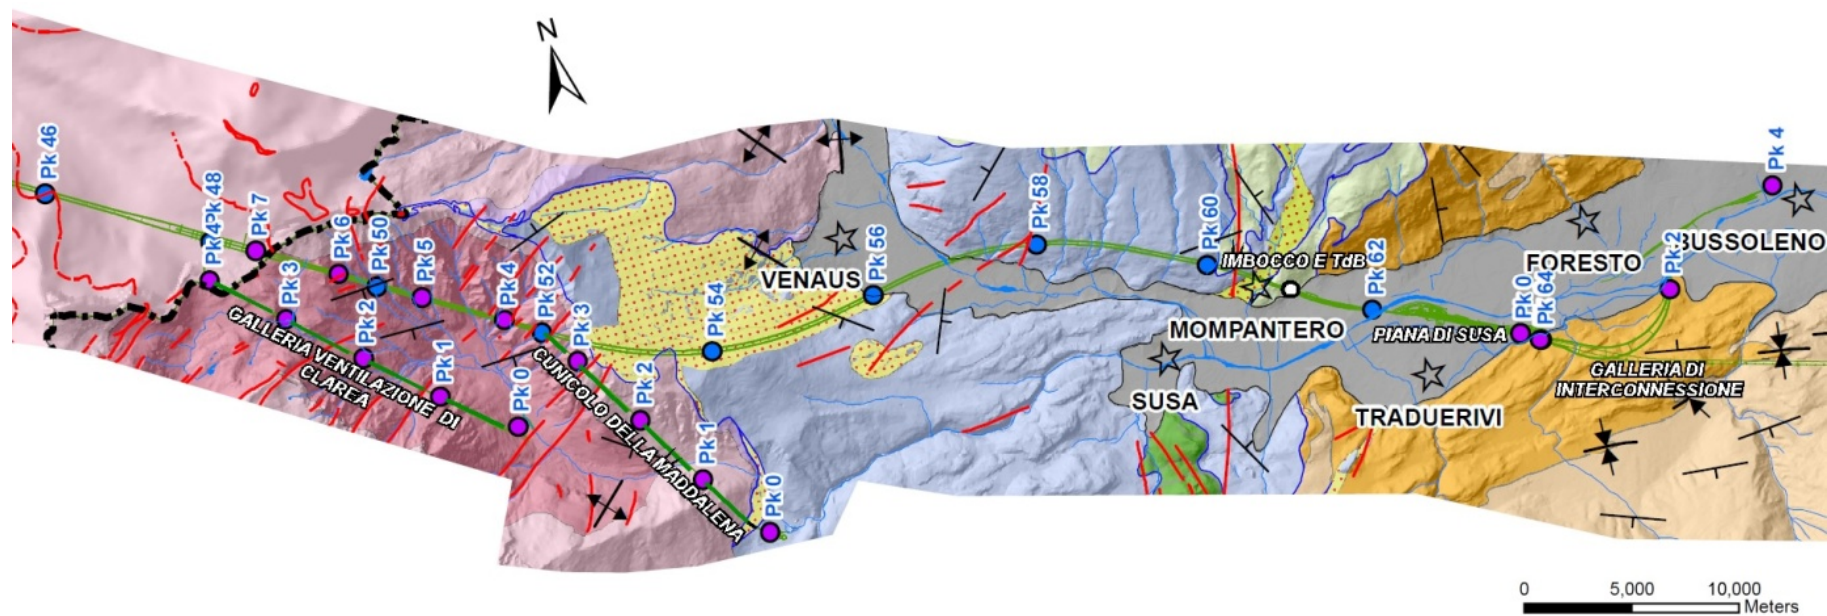 N
Pk 46
Pk 4
Pk 48
Pk 7
Pk 6
Pk 50
Pk 5
Pk 4
Pk 52
Pk 3
Pk 3
Pk 2
Pk 1
Pk 0
GALLERIA VENTILAZIONE DI
CLAREA
CUNICOLO DELLA MADDALENA
Pk 2
Pk 1
Pk 0
Pk 54
VENAUS
Pk 56
Pk 58
Pk 60
IMBOCCO E TdB
Pk 62
MOMPANTERO
PIANA DI SUSA
Pk 0
Pk 64
FORESTO
Pk 2
BUSSOLENO
Pk 4
GALLERIA DI
INTERCONNESSIONE
SUSA
TRADUERIVI
0 5,000 10,000
Meters